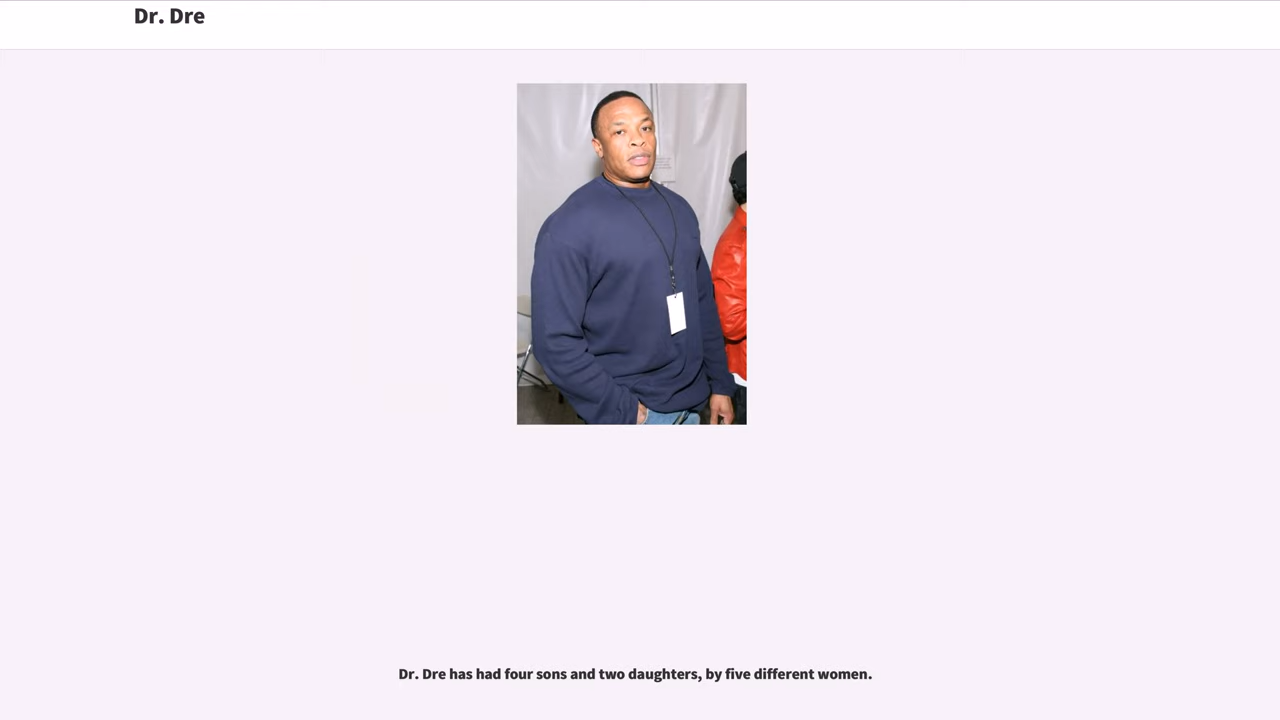 Dr. Dre
Dr. Dre has had four sons and two daughters, by five different women.